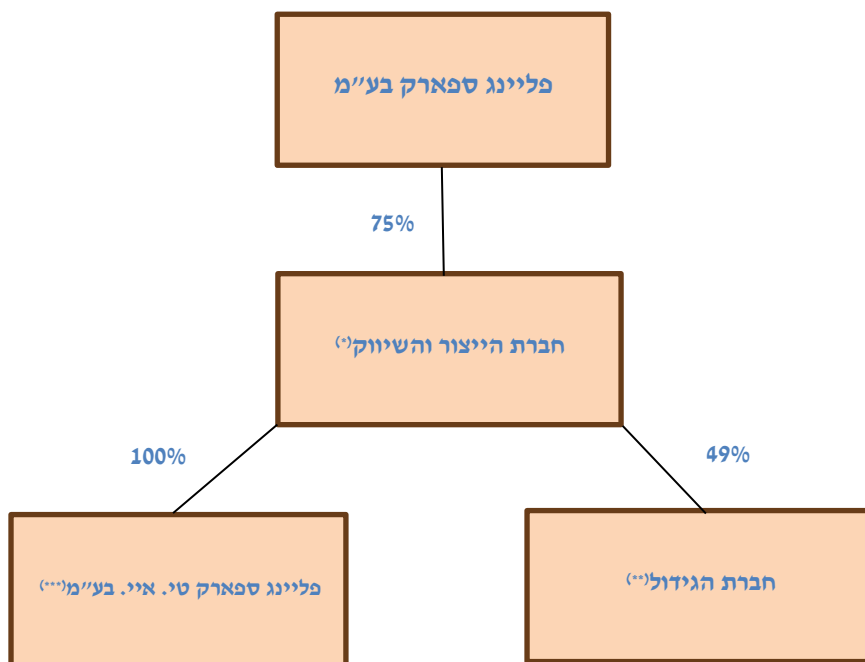 פליינג ספארק בע״מ
75%
חברת הייצור והשיווק(*)
100%
49%
פליינג ספארק טי. איי. בע״מ(***)
חברת הגידול(**)